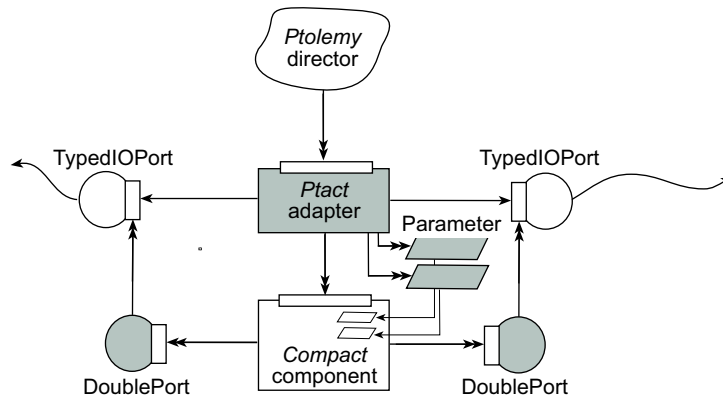 Ptolemy
director
TypedIOPort
TypedIOPort
Ptact
adapter
Parameter
Compact
component
DoublePort
DoublePort